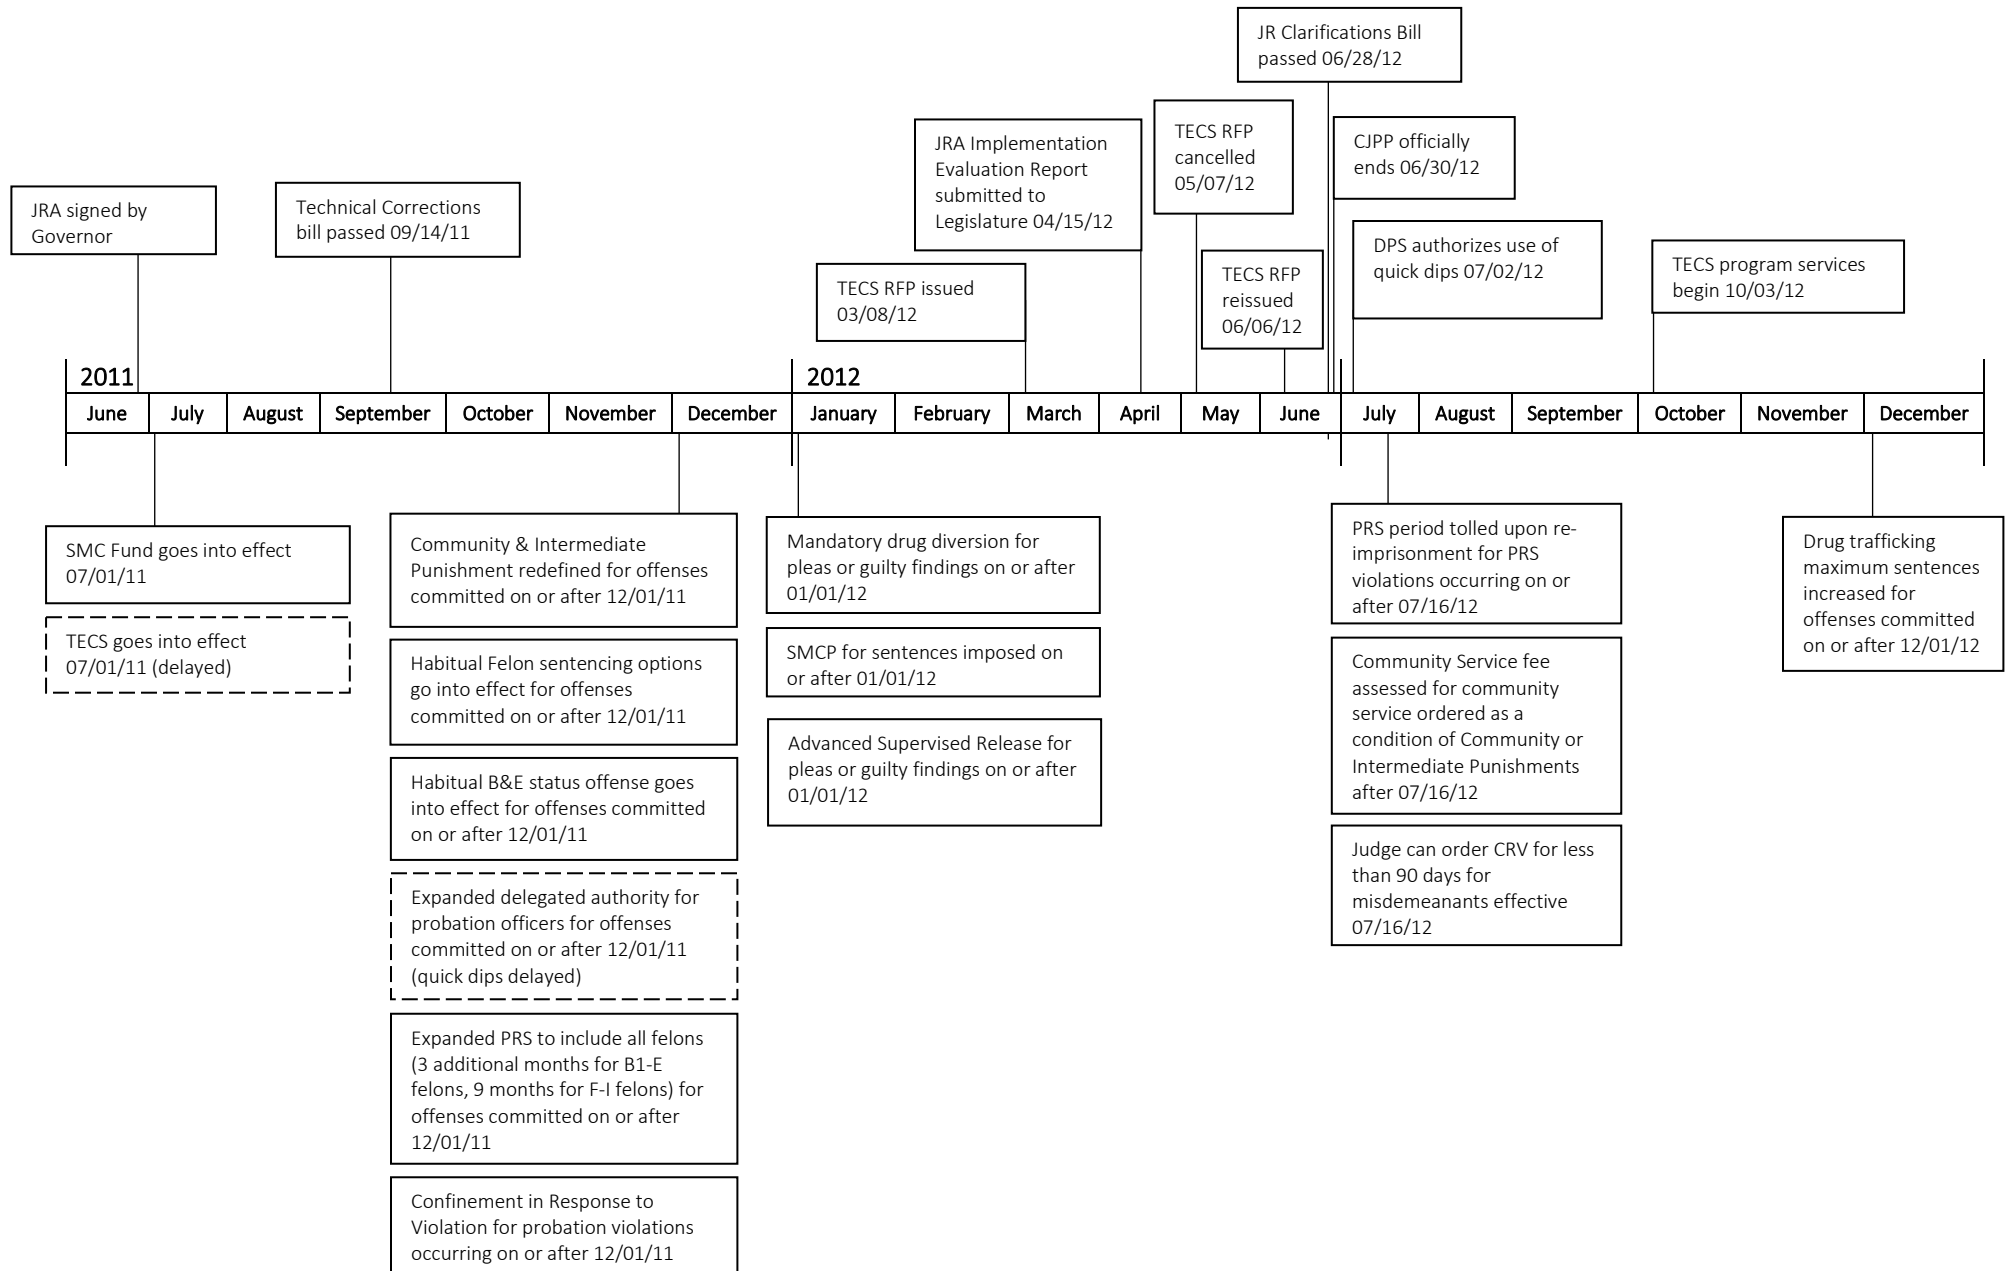 JR Clarifications Bill
passed 06/28/12
JRA Implementation
Evaluation Report
submitted to
Legislature 04/15/12
TECS RFP
cancelled
05/07/12
CJPP officially
ends 06/30/12
JRA signed by
Governor
Technical Corrections
bill passed 09/14/11
TECS RFP issued
03/08/12
TECS RFP
reissued
06/06/12
DPS authorizes use of
quick dips 07/02/12
TECS program services
begin 10/03/12
2011
2012
June July August September October November December January February March April May June July August September October November December
SMC Fund goes into effect
07/01/11
TECS goes into effect
07/01/11 (delayed)
Community & Intermediate
Punishment redefined for offenses
committed on or after 12/01/11
Habitual Felon sentencing options
go into effect for offenses
committed on or after 12/01/11
Habitual B&E status offense goes
into effect for offenses committed
on or after 12/01/11
Expanded delegated authority for
probation officers for offenses
committed on or after 12/01/11
(quick dips delayed)
Expanded PRS to include all felons
(3 additional months for B1-E
felons, 9 months for F-I felons) for
offenses committed on or after
12/01/11
Confinement in Response to
Violation for probation violations
occurring on or after 12/01/11
Mandatory drug diversion for
pleas or guilty findings on or after
01/01/12
SMCP for sentences imposed on
or after 01/01/12
Advanced Supervised Release for
pleas or guilty findings on or after
01/01/12
PRS period tolled upon re-
imprisonment for PRS
violations occurring on or
after 07/16/12
Community Service fee
assessed for community
service ordered as a
condition of Community or
Intermediate Punishments
after 07/16/12
Judge can order CRV for less
than 90 days for
misdemeanants effective
07/16/12
Drug trafficking
maximum sentences
increased for
offenses committed
on or after 12/01/12